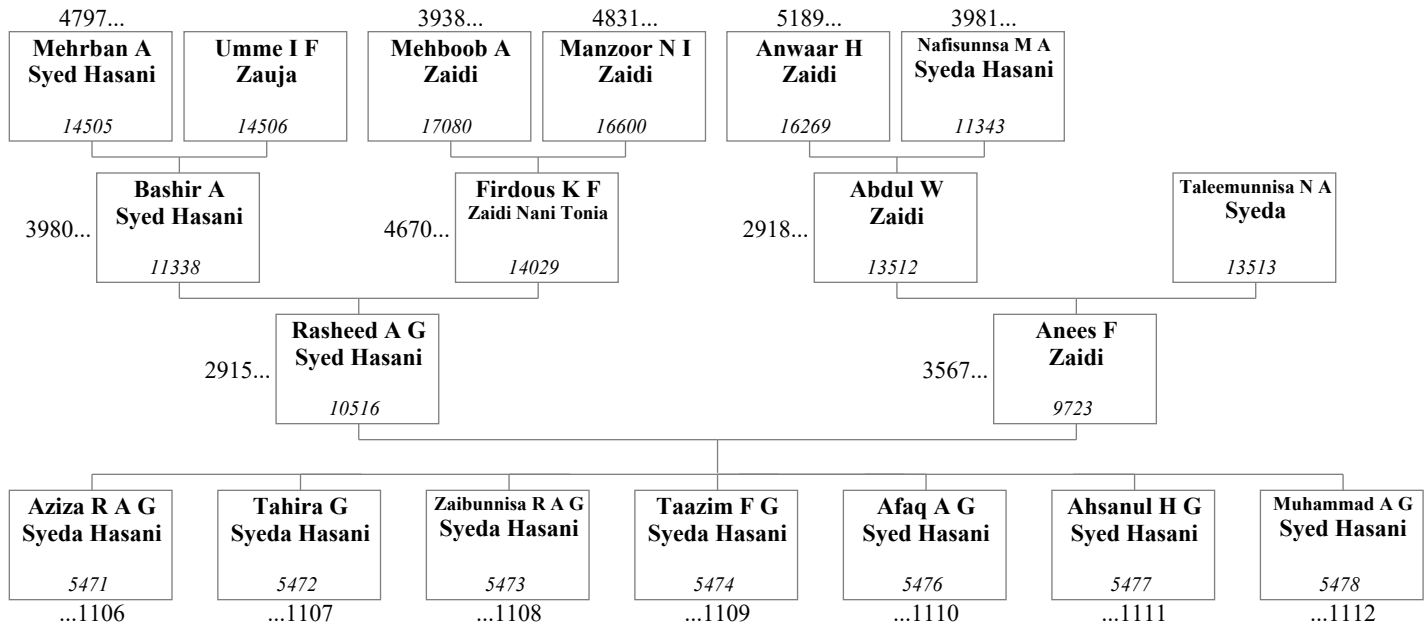 4797...
3938...
4831...
5189...
3981...
Mehrban A
Syed Hasani
14505
Umme I F
Zauja
14506
Mehboob A
Zaidi
17080
Manzoor N I
Zaidi
16600
Anwaar H
Zaidi
16269
Nafisunnsa M A
Syeda Hasani
11343
3980...
Bashir A
Syed Hasani
11338
4670...
Firdous K F
Zaidi Nani Tonia
14029
2918...
Abdul W
Zaidi
13512
Taleemunnisa N A
Syeda
13513
2915...
Rasheed A G
Syed Hasani
10516
3567...
Anees F
Zaidi
9723
Aziza R A G
Syeda Hasani
5471
...1106
Tahira G
Syeda Hasani
5472
...1107
Zaibunnisa R A G
Syeda Hasani
5473
...1108
Taazim F G
Syeda Hasani
5474
...1109
Afaq A G
Syed Hasani
5476
...1110
Ahsanul H G
Syed Hasani
5477
...1111
Muhammad A G
Syed Hasani
5478
...1112